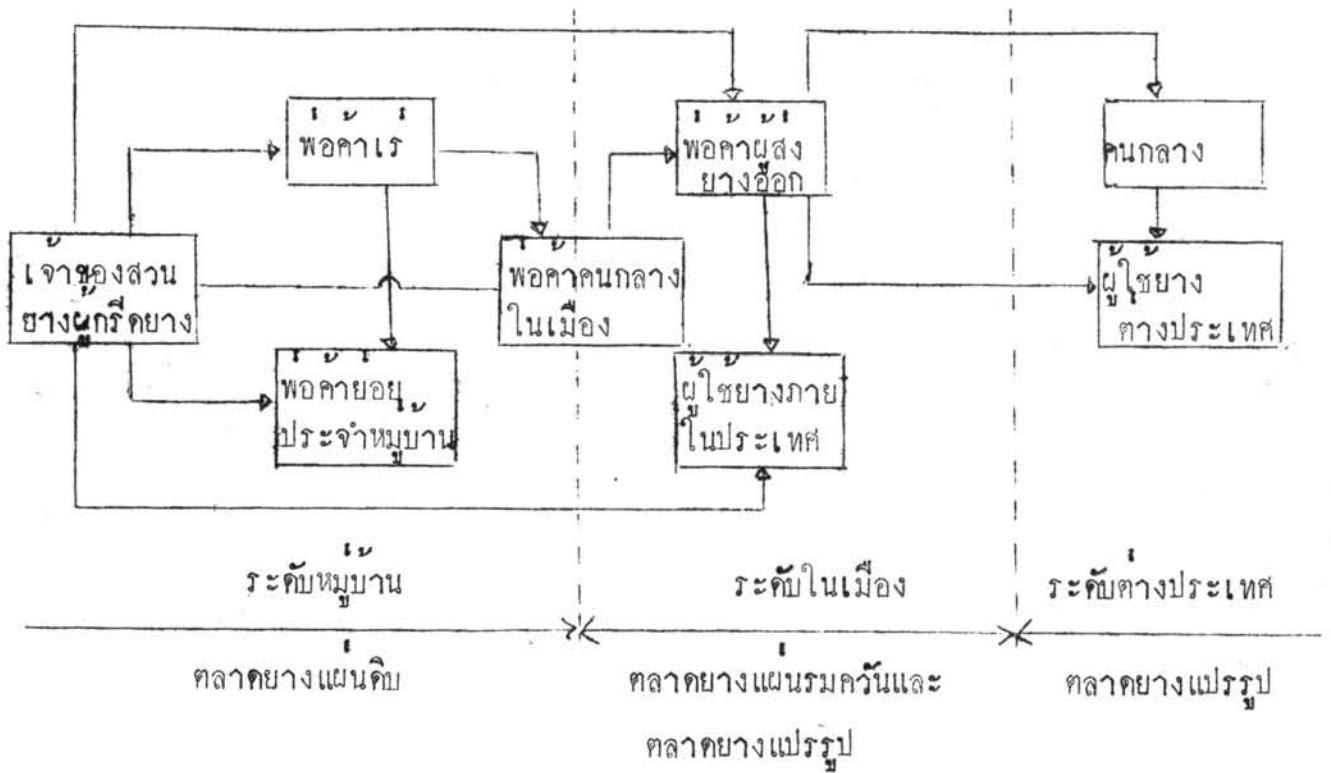 พ่อค้าเร่
พ่อค้าผู้ส่ง
ยางออก
คนกลาง
เจ้าของสวน
ยางผู้กรีดยาง
พ่อค้าคนกลาง
ในเมือง
ผู้ใช้ยาง
ต่างประเทศ
พ่อค้าย่อย
ประจำหมู่บ้าน
ผู้ใช้ยางภาย
ในประเทศ
ระดับหมู่บ้าน
ระดับในเมือง
ระดับต่างประเทศ
ตลาดยางแผ่นดิบ
ตลาดยางแผ่นรมควันและ
ตลาดยางแปรรูป
ตลาดยางแปรรูป